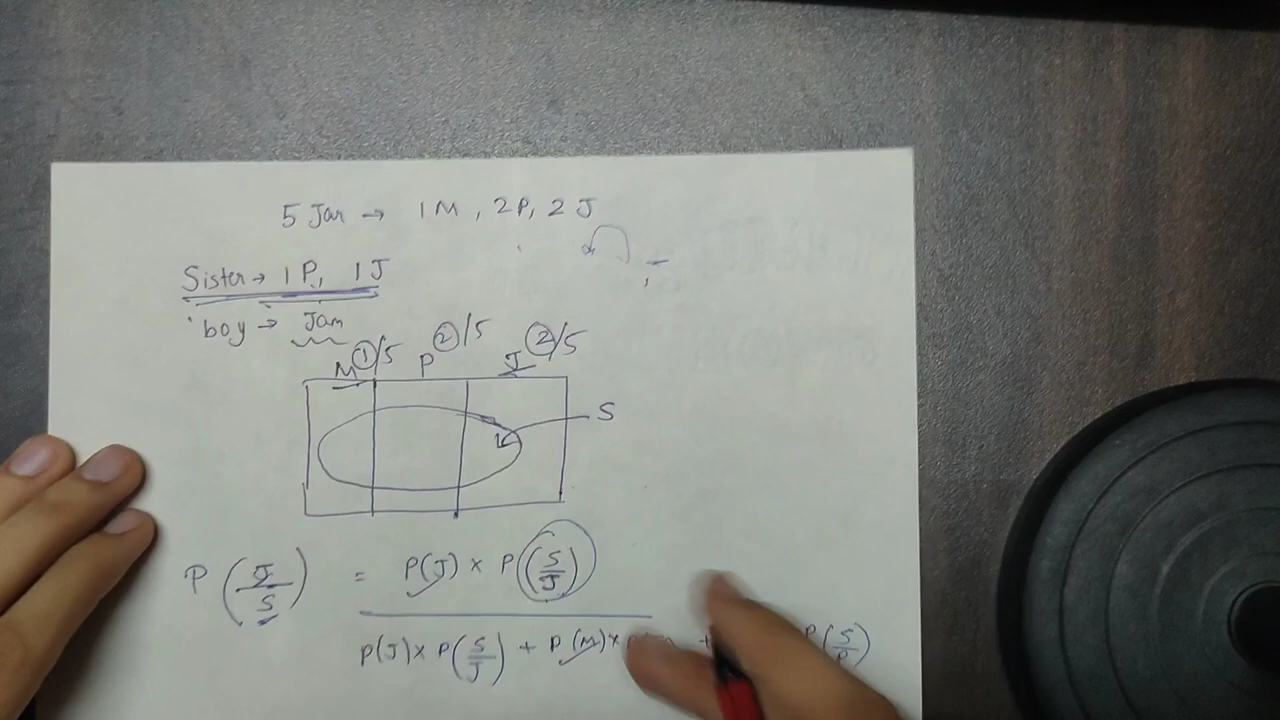 5 Jar → 1M, 2P, 2J
Sister → 1P, 1J
boy → Jam
M 1/5 P 2/5 J 2/5
S
P(J/S) = P(J) × P(S/J)
P(J) × P(S/J) + P(M) × + P(S/P)